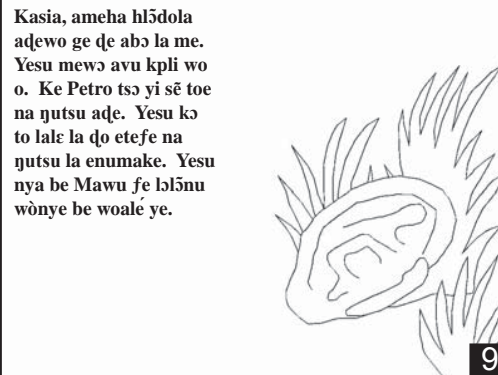 Kasia, ameha hlɔ̃dola
aɖewo ge ɖe abɔ la me.
Yesu mewɔ avu kpli wo
o. Ke Petro tsɔ yi sẽ toe
na ŋutsu aɖe. Yesu kɔ
to lalɛ la ɖo eteƒe na
ŋutsu la enumake. Yesu
nya be Mawu ƒe lɔlɔ̃nu
wònye be woalé ye.
9